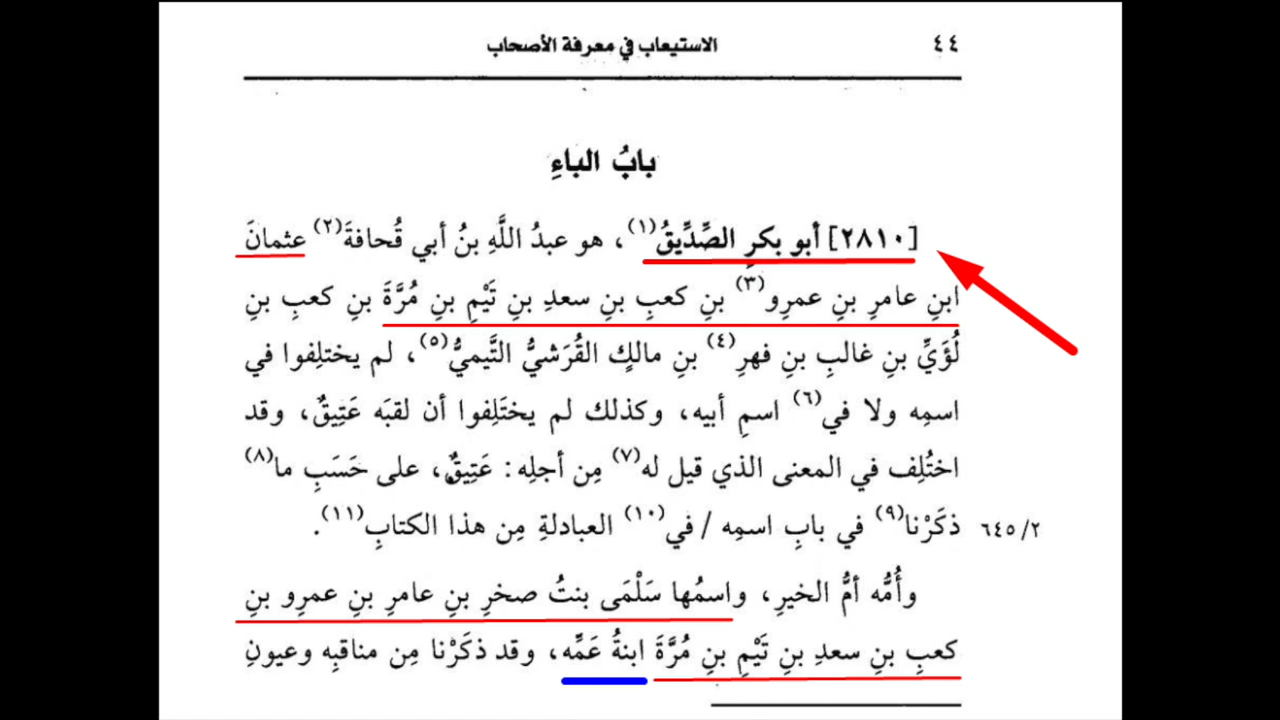 ٤٤ الاستيعاب في معرفة الأصحاب
بابُ الباءِ
[٢٨١٠] أبو بكرٍ الصِّدِّيقُ(١)، هو عبدُ اللَّهِ بنُ أبي قُحافةَ(٢) عثمانَ
ابنِ عامرِ بنِ عمرِو(٣) بنِ كعبِ بنِ سعدِ بنِ تَيْمِ بنِ مُرَّةَ بنِ كعبِ بنِ
لُؤَيِّ بنِ غالبِ بنِ فهرِ(٤) بنِ مالكٍ القُرَشيُّ التَّيميُّ(٥)، لم يختلِفوا في
اسمِه ولا في(٦) اسمِ أبيه، وكذلك لم يختَلِفوا أن لقبَه عَتِيقٌ، وقد
اختُلِف في المعنى الذي قيل له(٧) مِن أجلِه: عَتِيقٌ، على حَسَبِ ما(٨)
ذكَرْنا(٩) في بابِ اسمِه /في(١٠) العبادلةِ مِن هذا الكتابِ(١١). ٦٤٥/٢
وأُمُّه أمُّ الخيرِ، واسمُها سَلْمَى بنتُ صخرِ بنِ عامرِ بنِ عمرِو بنِ
كعبِ بنِ سعدِ بنِ تَيْمِ بنِ مُرَّةَ ابنةُ عَمِّه، وقد ذكَرْنا مِن مناقبِه وعيونِ